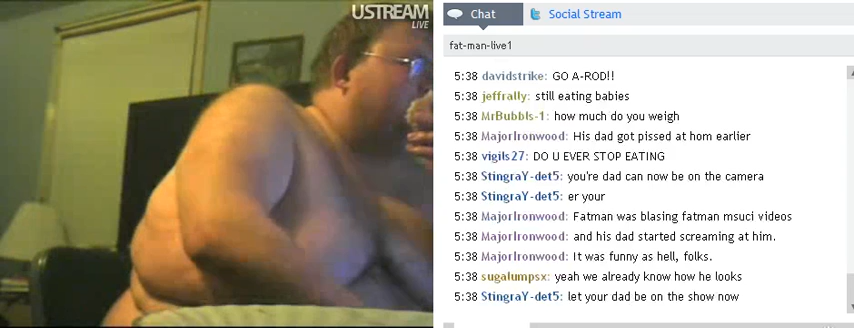 USTREAM
LIVE
Chat
Social Stream
fat-man-live1
5:38 davidstrike: GO A-ROD!!
5:38 jeffrally: still eating babies
5:38 MrBubbls-1: how much do you weigh
5:38 MajorIronwood: His dad got pissed at hom earlier
5:38 vigils27: DO U EVER STOP EATING
5:38 StingraY-det5: you're dad can now be on the camera
5:38 StingraY-det5: er your
5:38 MajorIronwood: Fatman was blasing fatman msuci videos
5:38 MajorIronwood: and his dad started screaming at him.
5:38 MajorIronwood: It was funny as hell, folks.
5:38 sugalumpsx: yeah we already know how he looks
5:38 StingraY-det5: let your dad be on the show now